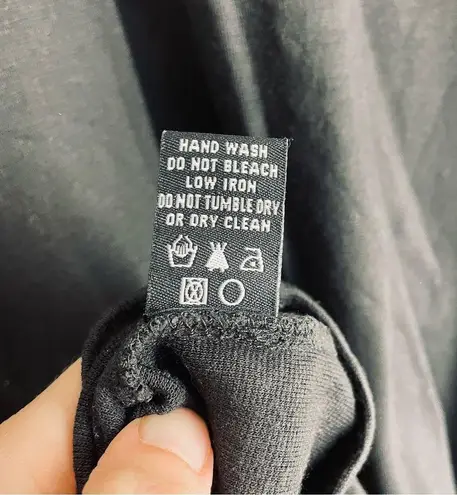 HAND WASH
DO NOT BLEACH
LOW IRON
DO NOT TUMBLE DRY
OR DRY CLEAN